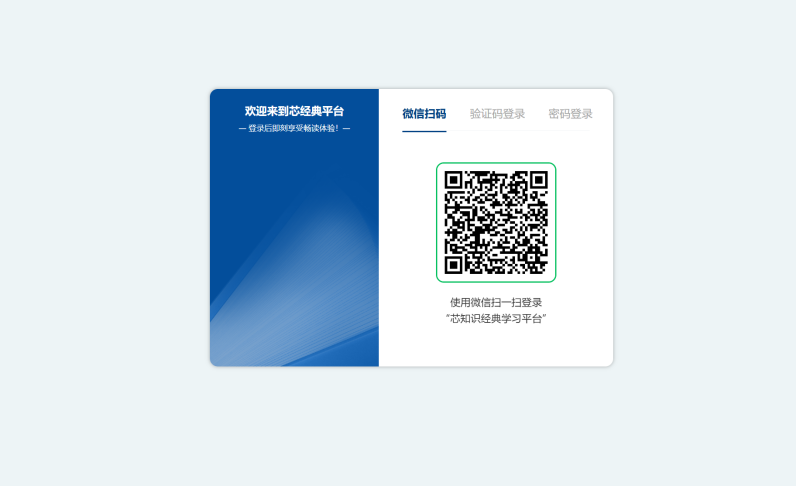 欢迎来到芯经典平台
— 登录后即刻享受畅读体验！—
微信扫码 验证码登录 密码登录
使用微信扫一扫登录
“芯知识经典学习平台”